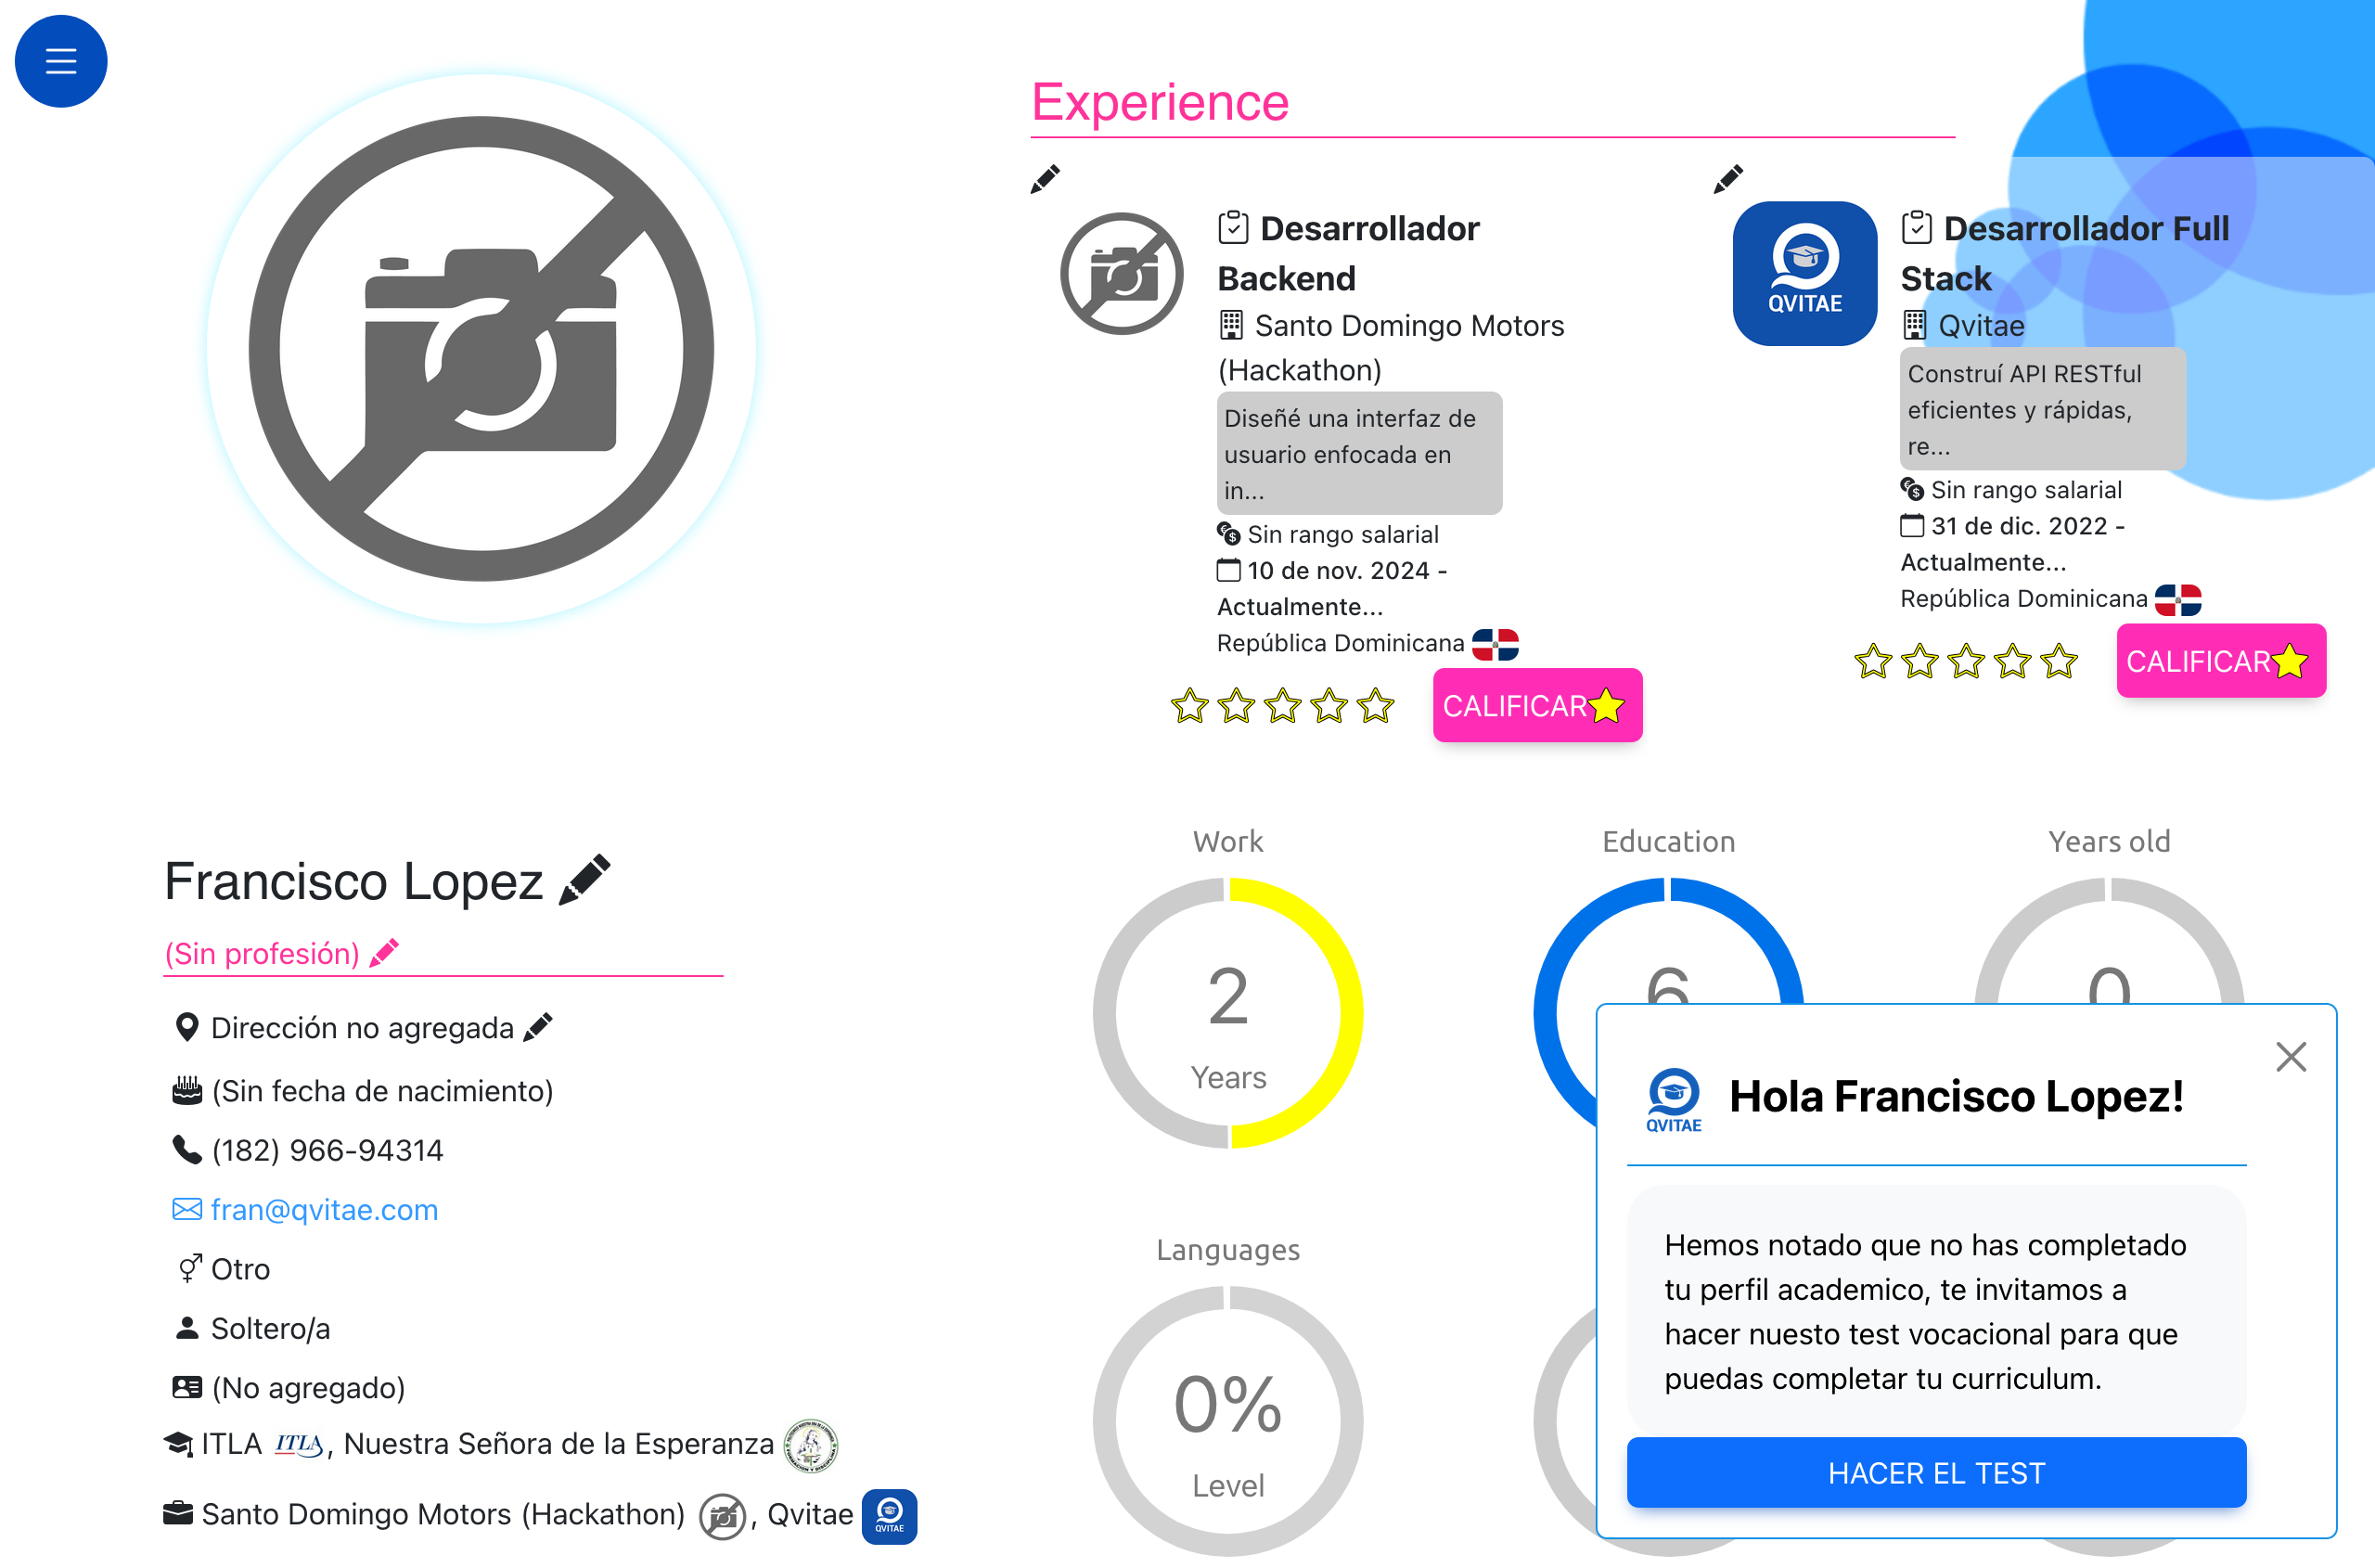 Experience
Desarrollador
Backend
Santo Domingo Motors
(Hackathon)
Diseñé una interfaz de
usuario enfocada en
in...
Sin rango salarial
10 de nov. 2024 -
Actualmente...
República Dominicana
CALIFICAR
QVITAE
Desarrollador Full
Stack
Qvitae
Construí API RESTful
eficientes y rápidas,
re...
Sin rango salarial
31 de dic. 2022 -
Actualmente...
República Dominicana
CALIFICAR
Francisco Lopez
(Sin profesión)
Dirección no agregada
(Sin fecha de nacimiento)
(182) 966-94314
fran@qvitae.com
Otro
Soltero/a
(No agregado)
ITLA ITLA, Nuestra Señora de la Esperanza
Santo Domingo Motors (Hackathon) , Qvitae QVITAE
Work
2
Years
Education
6
Years old
0
Languages
0%
Level
QVITAE
Hola Francisco Lopez!
Hemos notado que no has completado
tu perfil academico, te invitamos a
hacer nuesto test vocacional para que
puedas completar tu curriculum.
HACER EL TEST